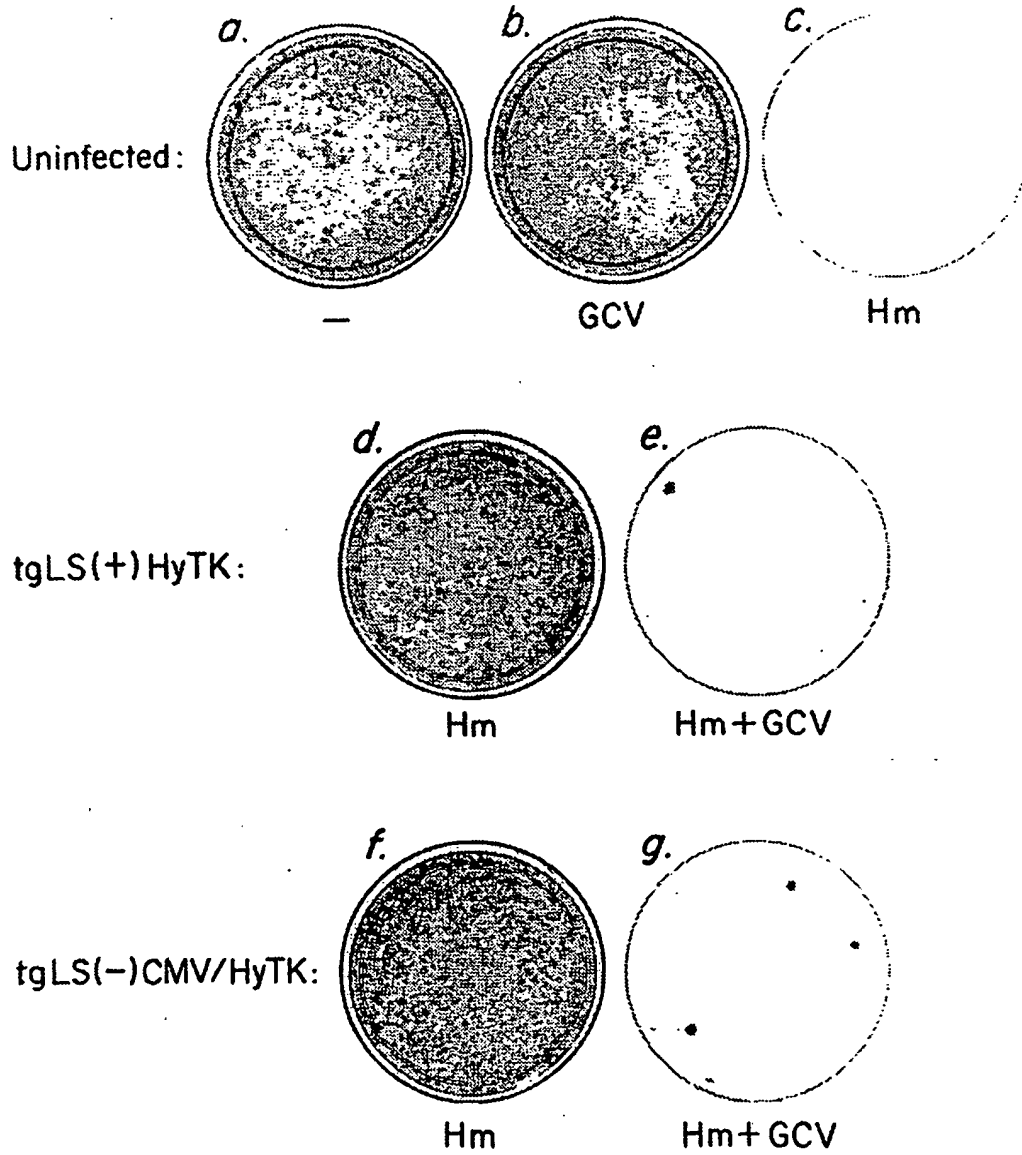 a. b. c.
Uninfected:
— GCV Hm
d. e.
tgLS(+)HyTK:
Hm Hm+GCV
f. g.
tgLS(—)CMV/HyTK:
Hm Hm+GCV